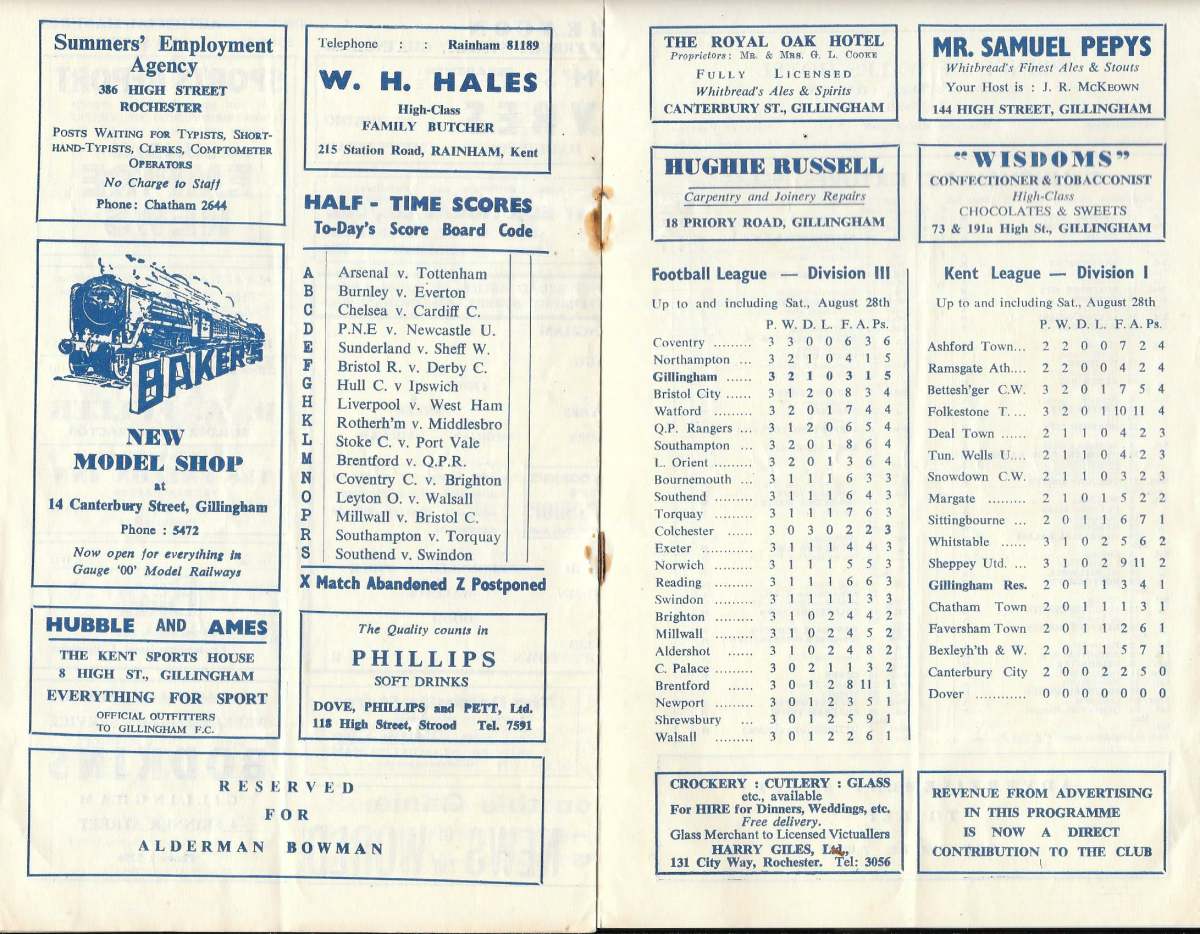 Summers' Employment
Agency
386 HIGH STREET
ROCHESTER
POSTS WAITING FOR TYPISTS, SHORT-
HAND-TYPISTS, CLERKS, COMPTOMETER
OPERATORS
No Charge to Staff
Phone: Chatham 2644
BAKERS
NEW
MODEL SHOP
at
14 Canterbury Street, Gillingham
Phone : 5472
Now open for everything in
Gauge '00' Model Railways
HUBBLE AND AMES
THE KENT SPORTS HOUSE
8 HIGH ST., GILLINGHAM
EVERYTHING FOR SPORT
OFFICIAL OUTFITTERS
TO GILLINGHAM F.C.
Telephone : : Rainham 81189
W. H. HALES
High-Class
FAMILY BUTCHER
215 Station Road, RAINHAM, Kent
HALF - TIME SCORES
To-Day's Score Board Code
A Arsenal v. Tottenham
B Burnley v. Everton
C Chelsea v. Cardiff C.
D P.N.E v. Newcastle U.
E Sunderland v. Sheff W.
F Bristol R. v. Derby C.
G Hull C. v Ipswich
H Liverpool v. West Ham
K Rotherh'm v. Middlesbro
L Stoke C. v. Port Vale
M Brentford v. Q.P.R.
N Coventry C. v. Brighton
O Leyton O. v. Walsall
P Millwall v. Bristol C.
R Southampton v. Torquay
S Southend v. Swindon
X Match Abandoned Z Postponed
The Quality counts in
PHILLIPS
SOFT DRINKS
DOVE, PHILLIPS and PETT, Ltd.
118 High Street, Strood Tel. 7591
RESERVED
FOR
ALDERMAN BOWMAN
THE ROYAL OAK HOTEL
Proprietors: MR. & MRS. G. L. COOKE
FULLY LICENSED
Whitbread's Ales & Spirits
CANTERBURY ST., GILLINGHAM
MR. SAMUEL PEPYS
Whitbread's Finest Ales & Stouts
Your Host is : J. R. MCKEOWN
144 HIGH STREET, GILLINGHAM
HUGHIE RUSSELL
Carpentry and Joinery Repairs
18 PRIORY ROAD, GILLINGHAM
"WISDOMS"
CONFECTIONER & TOBACCONIST
High-Class
CHOCOLATES & SWEETS
73 & 191a High St., GILLINGHAM
Football League — Division III
Up to and including Sat., August 28th
P. W. D. L. F. A. Ps.
Coventry ......... 3 3 0 0 6 3 6
Northampton ... 3 2 1 0 4 1 5
Gillingham ...... 3 2 1 0 3 1 5
Bristol City ...... 3 1 2 0 8 3 4
Watford ......... 3 2 0 1 7 4 4
Q.P. Rangers ... 3 1 2 0 6 5 4
Southampton ... 3 2 0 1 8 6 4
L. Orient ......... 3 2 0 1 3 6 4
Bournemouth ... 3 1 1 1 6 3 3
Southend ......... 3 1 1 1 6 4 3
Torquay ......... 3 1 1 1 7 6 3
Colchester ...... 3 0 3 0 2 2 3
Exeter ............ 3 1 1 1 4 4 3
Norwich ......... 3 1 1 1 5 5 3
Reading ......... 3 1 1 1 6 6 3
Swindon ......... 3 1 1 1 1 3 3
Brighton ......... 3 1 0 2 4 4 2
Millwall ......... 3 1 0 2 4 5 2
Aldershot ...... 3 1 0 2 4 8 2
C. Palace ......... 3 0 2 1 1 3 2
Brentford ...... 3 0 1 2 8 11 1
Newport ...... 3 0 1 2 3 5 1
Shrewsbury ... 3 0 1 2 5 9 1
Walsall ......... 3 0 1 2 2 6 1
Kent League — Division I
Up to and including Sat., August 28th
P. W. D. L. F. A. Ps.
Ashford Town... 2 2 0 0 7 2 4
Ramsgate Ath.... 2 2 0 0 4 2 4
Bettesh'ger C.W. 3 2 0 1 7 5 4
Folkestone T. ... 3 2 0 1 10 11 4
Deal Town ...... 2 1 1 0 4 2 3
Tun. Wells U.... 2 1 1 0 4 2 3
Snowdown C.W. 2 1 1 0 3 2 3
Margate ......... 2 1 0 1 5 2 2
Sittingbourne ... 2 0 1 1 6 7 1
Whitstable ...... 3 1 0 2 5 6 2
Sheppey Utd. ... 3 1 0 2 9 11 2
Gillingham Res. 2 0 1 1 3 4 1
Chatham Town 2 0 1 1 1 3 1
Faversham Town 2 0 1 1 2 6 1
Bexleyh'th & W. 2 0 1 1 5 7 1
Canterbury City 2 0 0 2 2 5 0
Dover ............ 0 0 0 0 0 0 0
CROCKERY : CUTLERY : GLASS
etc., available
For HIRE for Dinners, Weddings, etc.
Free delivery.
Glass Merchant to Licensed Victuallers
HARRY GILES, Ltd.,
131 City Way, Rochester. Tel: 3056
REVENUE FROM ADVERTISING
IN THIS PROGRAMME
IS NOW A DIRECT
CONTRIBUTION TO THE CLUB